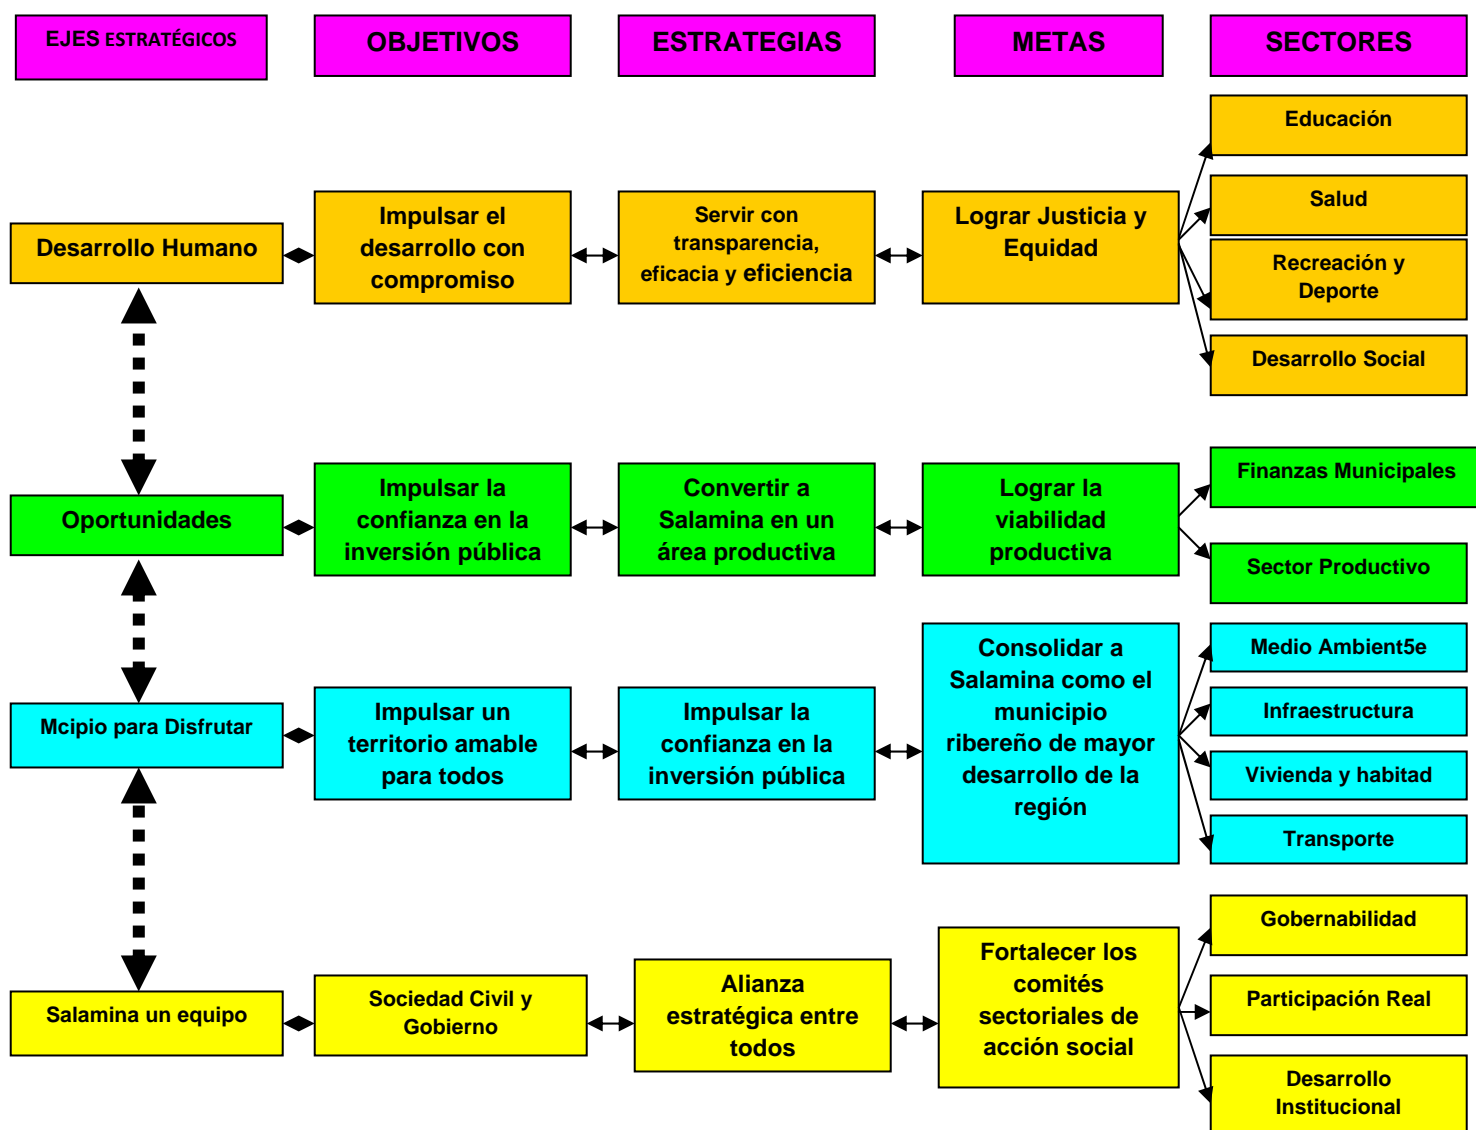 EJES ESTRATÉGICOS
OBJETIVOS
ESTRATEGIAS
METAS
SECTORES
Desarrollo Humano
Impulsar el
desarrollo con
compromiso
Servir con
transparencia,
eficacia y eficiencia
Lograr Justicia y
Equidad
Educación
Salud
Recreación y
Deporte
Desarrollo Social
Oportunidades
Impulsar la
confianza en la
inversión pública
Convertir a
Salamina en un
área productiva
Lograr la
viabilidad
productiva
Finanzas Municipales
Sector Productivo
Mcipio para Disfrutar
Impulsar un
territorio amable
para todos
Impulsar la
confianza en la
inversión pública
Consolidar a
Salamina como el
municipio
ribereño de mayor
desarrollo de la
región
Medio Ambient5e
Infraestructura
Vivienda y habitad
Transporte
Salamina un equipo
Sociedad Civil y
Gobierno
Alianza
estratégica entre
todos
Fortalecer los
comités
sectoriales de
acción social
Gobernabilidad
Participación Real
Desarrollo
Institucional